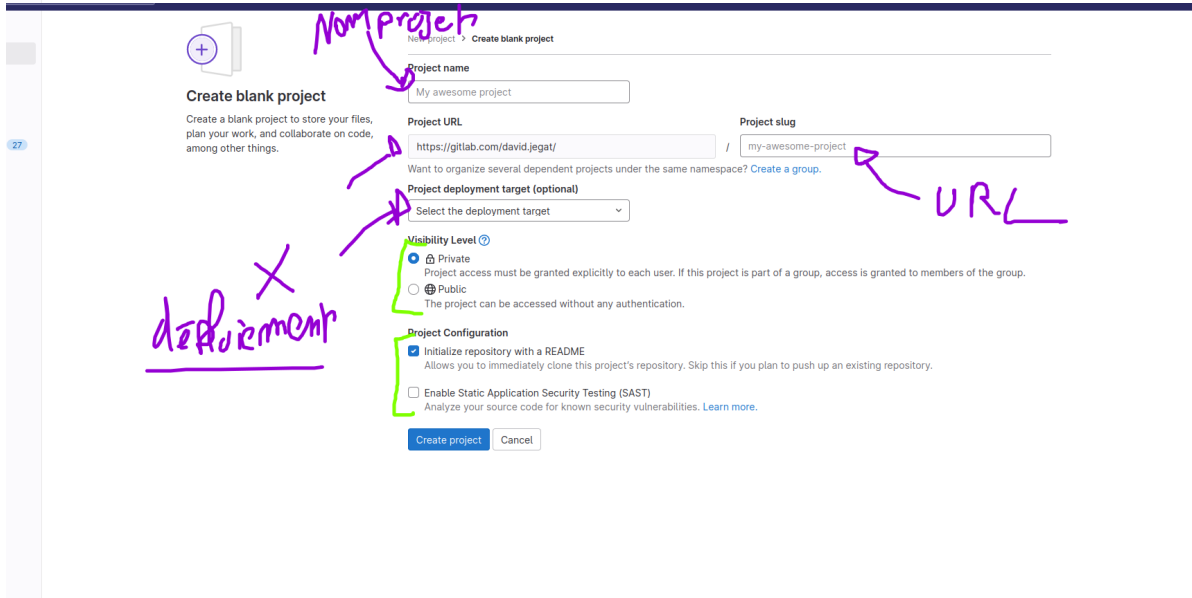 Nom projet
New project > Create blank project
Create blank project
Create a blank project to store your files,
plan your work, and collaborate on code,
among other things.
27
Project name
My awesome project
Project URL
Project slug
https://gitlab.com/david.jegat/
/
my-awesome-project
Want to organize several dependent projects under the same namespace? Create a group.
URL
Project deployment target (optional)
Select the deployment target
X
deploiement
Visibility Level
Private
Project access must be granted explicitly to each user. If this project is part of a group, access is granted to members of the group.
Public
The project can be accessed without any authentication.
Project Configuration
Initialize repository with a README
Allows you to immediately clone this project's repository. Skip this if you plan to push up an existing repository.
Enable Static Application Security Testing (SAST)
Analyze your source code for known security vulnerabilities. Learn more.
Create project
Cancel